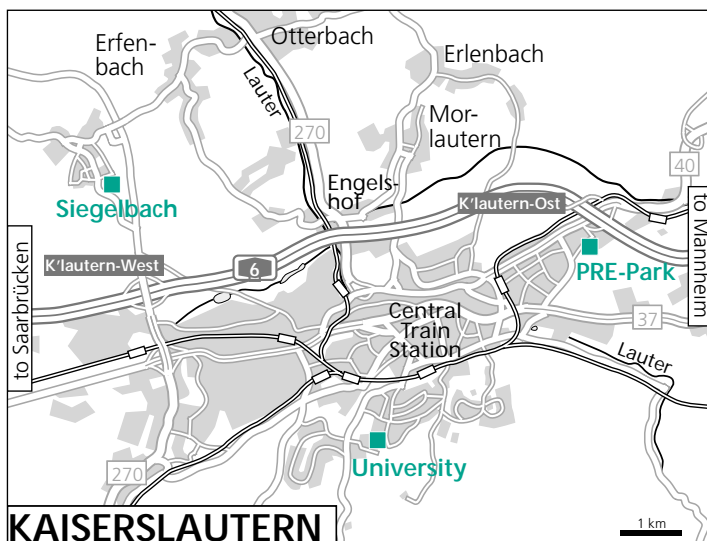 Erfen-
bach
Otterbach
Erlenbach
Lauter
270
Mor-
lautern
40
Engels-
hof
Siegelbach
K'lautern-Ost
to Mannheim
to Saarbrücken
K'lautern-West
6
PRE-Park
Central
Train
Station
37
Lauter
270
University
KAISERSLAUTERN
1 km